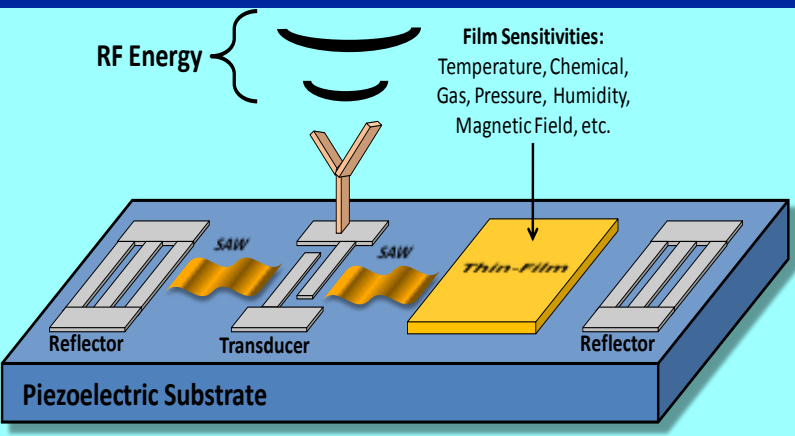 RF Energy
Film Sensitivities:
Temperature, Chemical,
Gas, Pressure, Humidity,
Magnetic Field, etc.
SAW
SAW
Thin-Film
Reflector
Transducer
Reflector
Piezoelectric Substrate